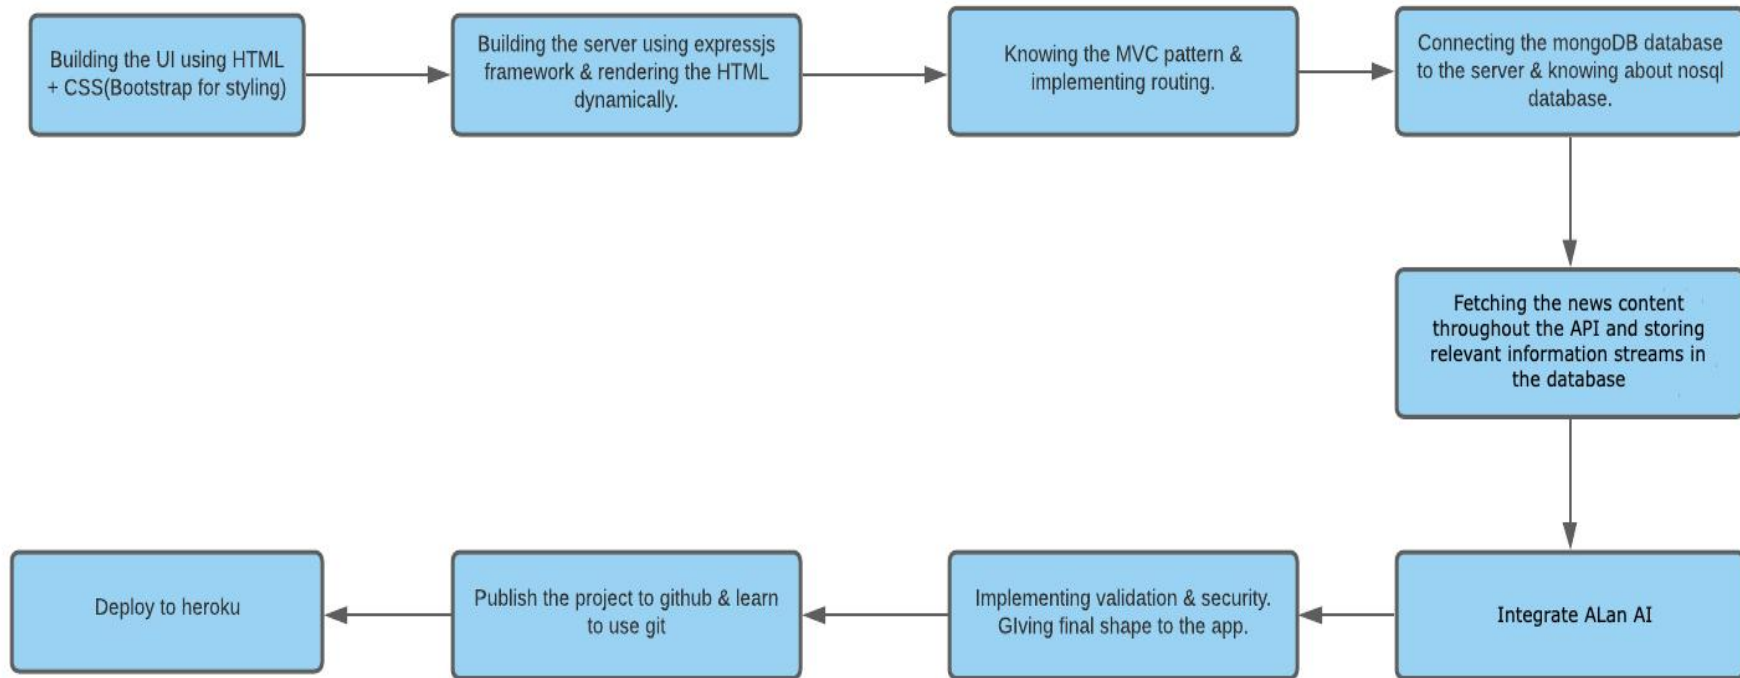 Building the UI using HTML
+ CSS(Bootstrap for styling)
Building the server using expressjs
framework & rendering the HTML
dynamically.
Knowing the MVC pattern &
implementing routing.
Connecting the mongoDB database
to the server & knowing about nosql
database.
Fetching the news content
throughout the API and storing
relevant information streams in
the database
Integrate ALan AI
Implementing validation & security.
GIving final shape to the app.
Publish the project to github & learn
to use git
Deploy to heroku